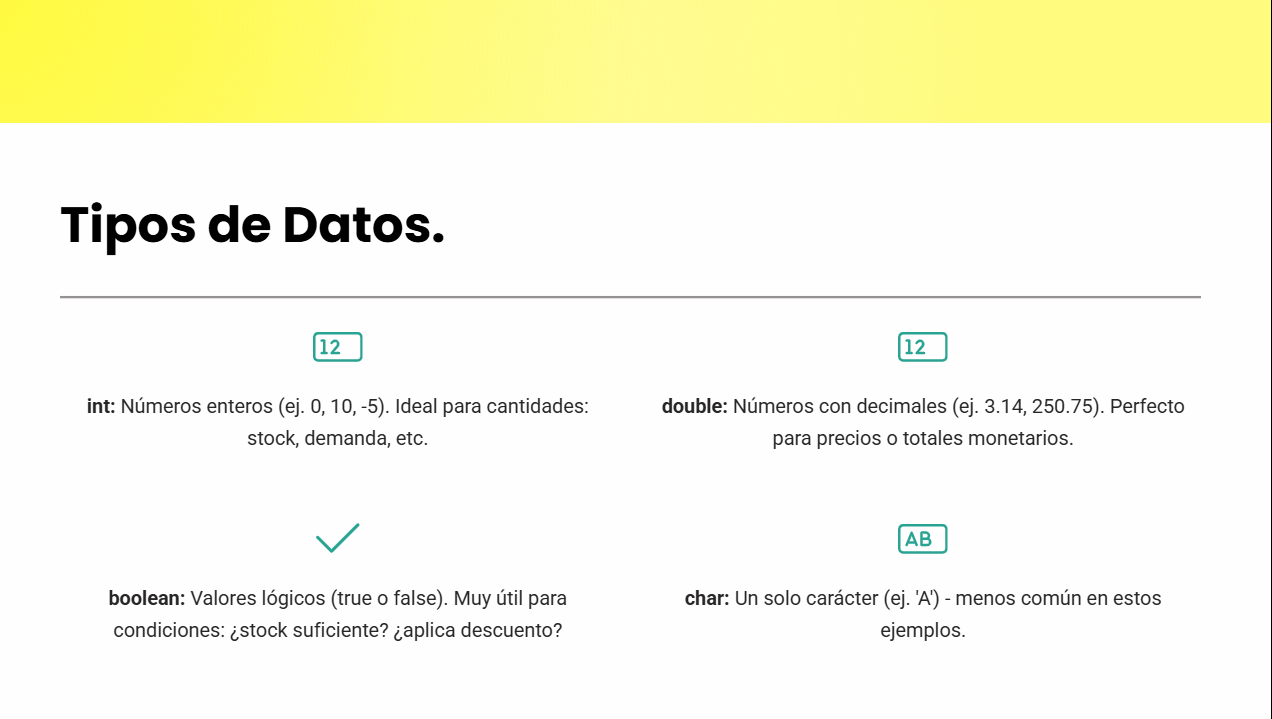 Tipos de Datos.
12
12
int: Números enteros (ej. 0, 10, -5). Ideal para cantidades:
stock, demanda, etc.
double: Números con decimales (ej. 3.14, 250.75). Perfecto
para precios o totales monetarios.
AB
boolean: Valores lógicos (true o false). Muy útil para
condiciones: ¿stock suficiente? ¿aplica descuento?
char: Un solo carácter (ej. 'A') - menos común en estos
ejemplos.